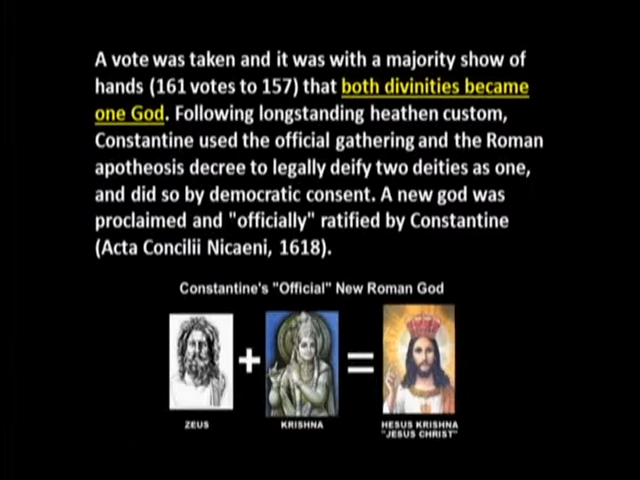 A vote was taken and it was with a majority show of
hands (161 votes to 157) that both divinities became
one God. Following longstanding heathen custom,
Constantine used the official gathering and the Roman
apotheosis decree to legally deify two deities as one,
and did so by democratic consent. A new god was
proclaimed and "officially" ratified by Constantine
(Acta Concilii Nicaeni, 1618).
Constantine's "Official" New Roman God
+ =
ZEUS KRISHNA HESUS KRISHNA
"JESUS CHRIST"